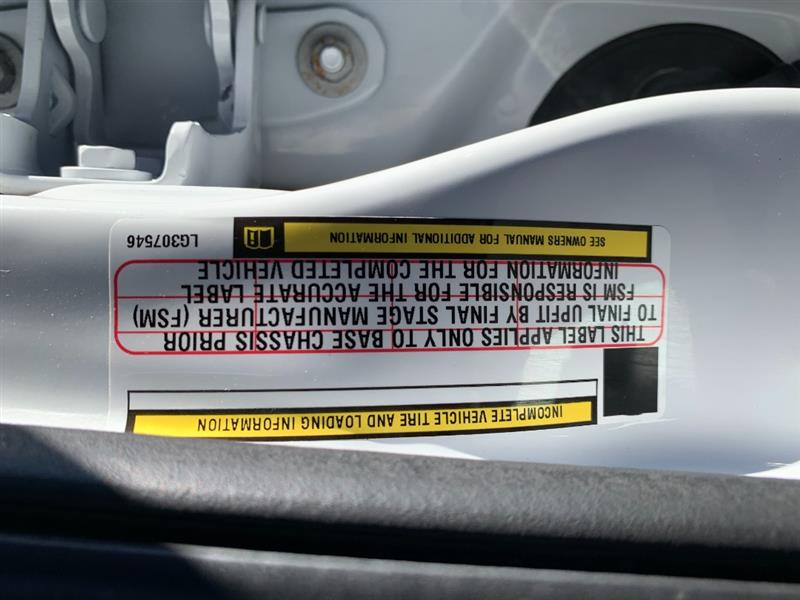 INCOMPLETE VEHICLE TIRE AND LOADING INFORMATION
THIS LABEL APPLIES ONLY TO BASE CHASSIS PRIOR
TO FINAL UPFIT BY FINAL STAGE MANUFACTURER (FSM)
FSM IS RESPONSIBLE FOR THE ACCURATE LABEL
INFORMATION FOR THE COMPLETED VEHICLE
SEE OWNERS MANUAL FOR ADDITIONAL INFORMATION
LG307546